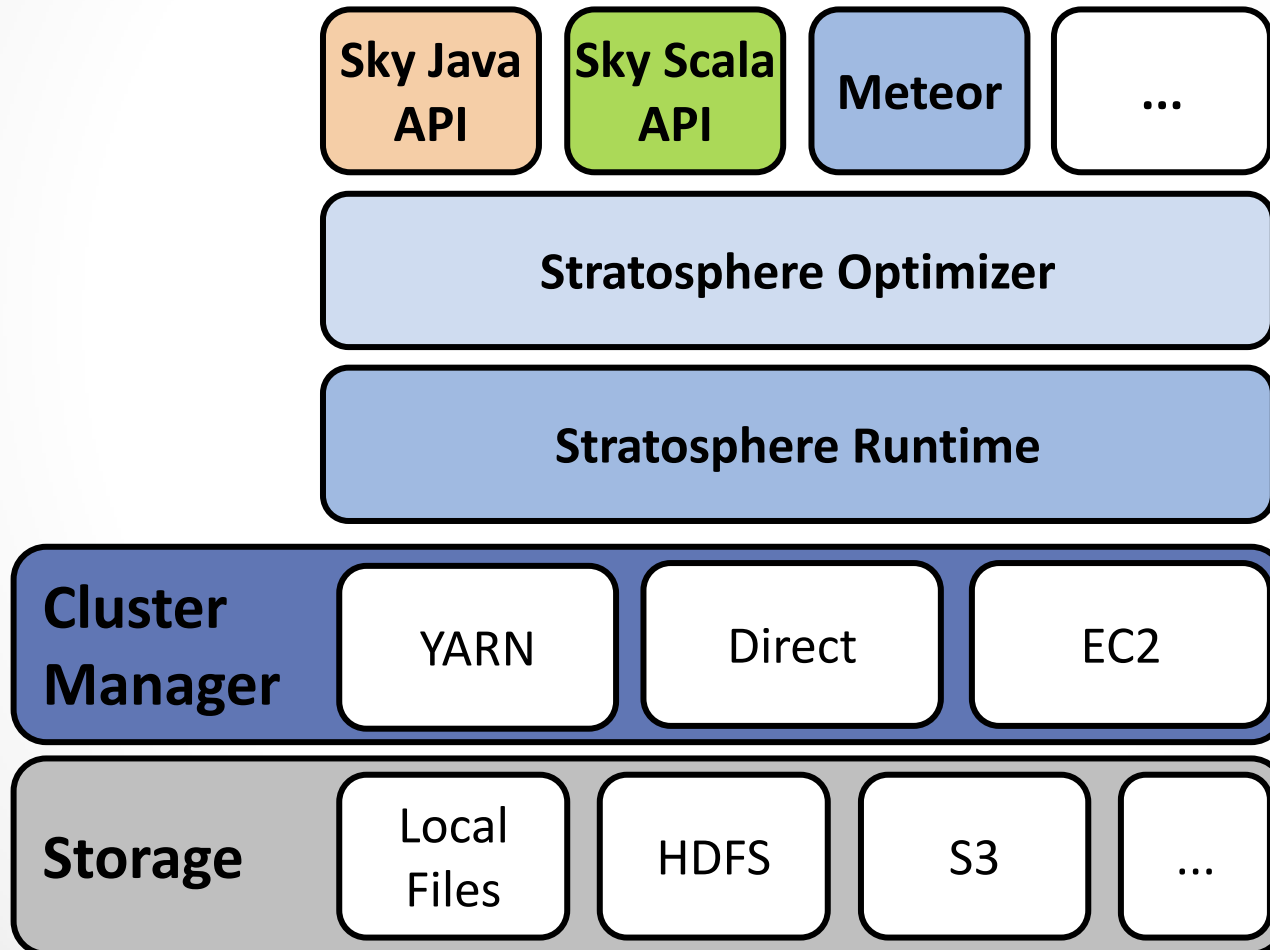 Sky Java
API
Sky Scala
API
Meteor
...
Stratosphere Optimizer
Stratosphere Runtime
Cluster
Manager
YARN
Direct
EC2
Storage
Local
Files
HDFS
S3
...